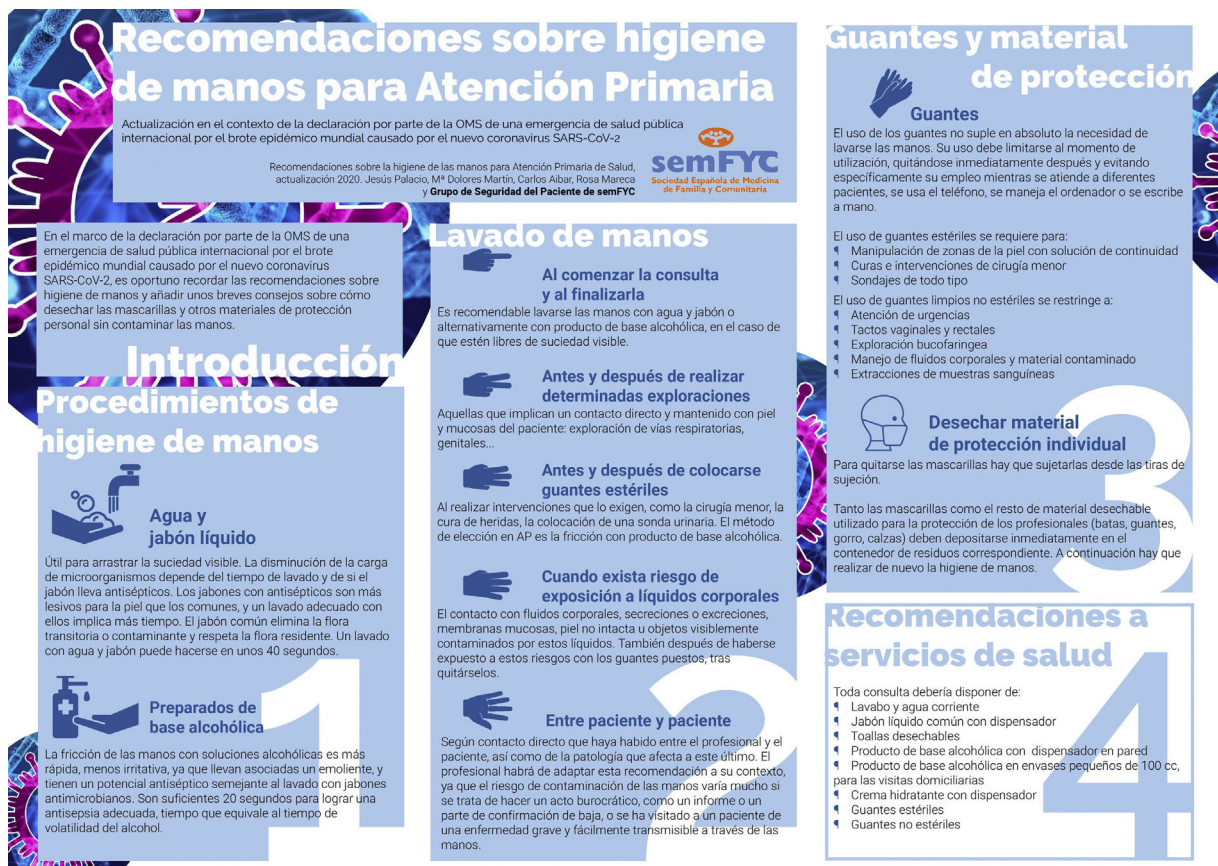 Recomendaciones sobre higiene
de manos para Atención Primaria
Actualización en el contexto de la declaración por parte de la OMS de una emergencia de salud pública
internacional por el brote epidémico mundial causado por el nuevo coronavirus SARS-CoV-2
Recomendaciones sobre la higiene de las manos para Atención Primaria de Salud,
actualización 2020. Jesús Palacio, Mª Dolores Martín, Carlos Aibar, Rosa Mareca
y Grupo de Seguridad del Paciente de semFYC
semFYC
Sociedad Española de Medicina
de Familia y Comunitaria
En el marco de la declaración por parte de la OMS de una
emergencia de salud pública internacional por el brote
epidémico mundial causado por el nuevo coronavirus
SARS-CoV-2, es oportuno recordar las recomendaciones sobre
higiene de manos y añadir unos breves consejos sobre cómo
desechar las mascarillas y otros materiales de protección
personal sin contaminar las manos.
Introducción
Procedimientos de
higiene de manos
Agua y
jabón líquido
Útil para arrastrar la suciedad visible. La disminución de la carga
de microorganismos depende del tiempo de lavado y de si el
jabón lleva antisépticos. Los jabones con antisépticos son más
lesivos para la piel que los comunes, y un lavado adecuado con
ellos implica más tiempo. El jabón común elimina la flora
transitoria o contaminante y respeta la flora residente. Un lavado
con agua y jabón puede hacerse en unos 40 segundos.
1
Preparados de
base alcohólica
La fricción de las manos con soluciones alcohólicas es más
rápida, menos irritativa, ya que llevan asociadas un emoliente, y
tienen un potencial antiséptico semejante al lavado con jabones
antimicrobianos. Son suficientes 20 segundos para lograr una
antisepsia adecuada, tiempo que equivale al tiempo de
volatilidad del alcohol.
Lavado de manos
Al comenzar la consulta
y al finalizarla
Es recomendable lavarse las manos con agua y jabón o
alternativamente con producto de base alcohólica, en el caso de
que estén libres de suciedad visible.
Antes y después de realizar
determinadas exploraciones
Aquellas que implican un contacto directo y mantenido con piel
y mucosas del paciente: exploración de vías respiratorias,
genitales...
Antes y después de colocarse
guantes estériles
Al realizar intervenciones que lo exigen, como la cirugía menor, la
cura de heridas, la colocación de una sonda urinaria. El método
de elección en AP es la fricción con producto de base alcohólica.
Cuando exista riesgo de
exposición a líquidos corporales
El contacto con fluidos corporales, secreciones o excreciones,
membranas mucosas, piel no intacta u objetos visiblemente
contaminados por estos líquidos. También después de haberse
expuesto a estos riesgos con los guantes puestos, tras
quitárselos.
2
Entre paciente y paciente
Según contacto directo que haya habido entre el profesional y el
paciente, así como de la patología que afecta a este último. El
profesional habrá de adaptar esta recomendación a su contexto,
ya que el riesgo de contaminación de las manos varía mucho si
se trata de hacer un acto burocrático, como un informe o un
parte de confirmación de baja, o se ha visitado a un paciente de
una enfermedad grave y fácilmente transmisible a través de las
manos.
Guantes y material
de protección
Guantes
El uso de los guantes no suple en absoluto la necesidad de
lavarse las manos. Su uso debe limitarse al momento de
utilización, quitándose inmediatamente después y evitando
específicamente su empleo mientras se atiende a diferentes
pacientes, se usa el teléfono, se maneja el ordenador o se escribe
a mano.
El uso de guantes estériles se requiere para:
¶ Manipulación de zonas de la piel con solución de continuidad
¶ Curas e intervenciones de cirugía menor
¶ Sondajes de todo tipo
El uso de guantes limpios no estériles se restringe a:
¶ Atención de urgencias
¶ Tactos vaginales y rectales
¶ Exploración bucofaringea
¶ Manejo de fluidos corporales y material contaminado
¶ Extracciones de muestras sanguíneas
3
Desechar material
de protección individual
Para quitarse las mascarillas hay que sujetarlas desde las tiras de
sujeción.
Tanto las mascarillas como el resto de material desechable
utilizado para la protección de los profesionales (batas, guantes,
gorro, calzas) deben depositarse inmediatamente en el
contenedor de residuos correspondiente. A continuación hay que
realizar de nuevo la higiene de manos.
Recomendaciones a
servicios de salud
4
Toda consulta debería disponer de:
¶ Lavabo y agua corriente
¶ Jabón líquido común con dispensador
¶ Toallas desechables
¶ Producto de base alcohólica con dispensador en pared
¶ Producto de base alcohólica en envases pequeños de 100 cc,
para las visitas domiciliarias
¶ Crema hidratante con dispensador
¶ Guantes estériles
¶ Guantes no estériles